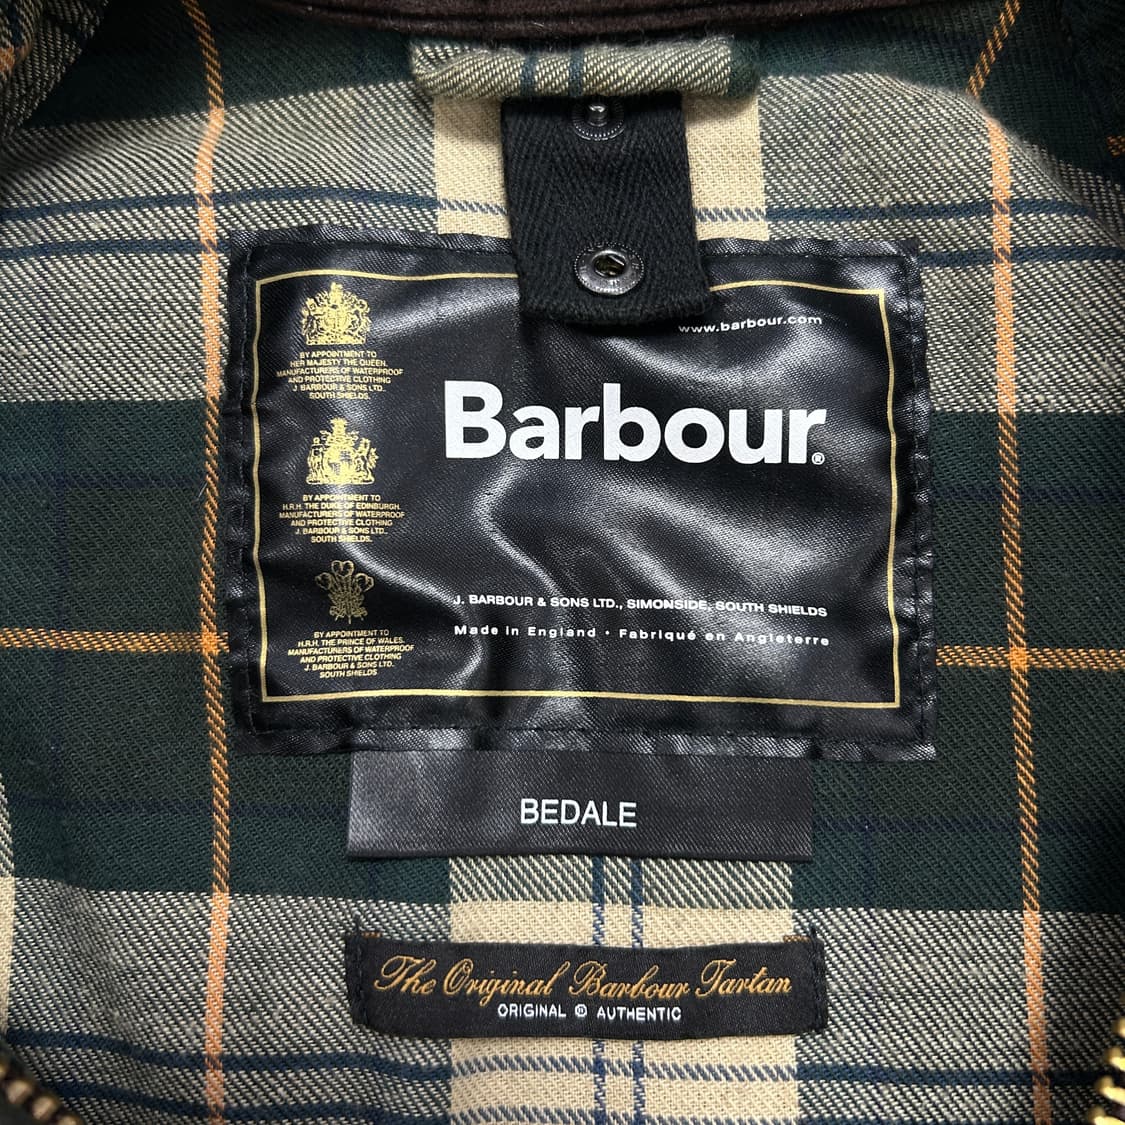 www.barbour.com
BY APPOINTMENT TO
HER MAJESTY THE QUEEN.
MANUFACTURERS OF WATERPROOF
AND PROTECTIVE CLOTHING
J. BARBOUR & SONS LTD.
SOUTH SHIELDS.
Barbour®
BY APPOINTMENT TO
H.R.H. THE DUKE OF EDINBURGH.
MANUFACTURERS OF WATERPROOF
AND PROTECTIVE CLOTHING
J. BARBOUR & SONS LTD.
SOUTH SHIELDS.
BY APPOINTMENT TO
H.R.H. THE PRINCE OF WALES.
MANUFACTURERS OF WATERPROOF
AND PROTECTIVE CLOTHING
J. BARBOUR & SONS LTD.
SOUTH SHIELDS.
J. BARBOUR & SONS LTD., SIMONSIDE, SOUTH SHIELDS
Made in England · Fabriqué en Angleterre
BEDALE
The Original Barbour Tartan
ORIGINAL ® AUTHENTIC